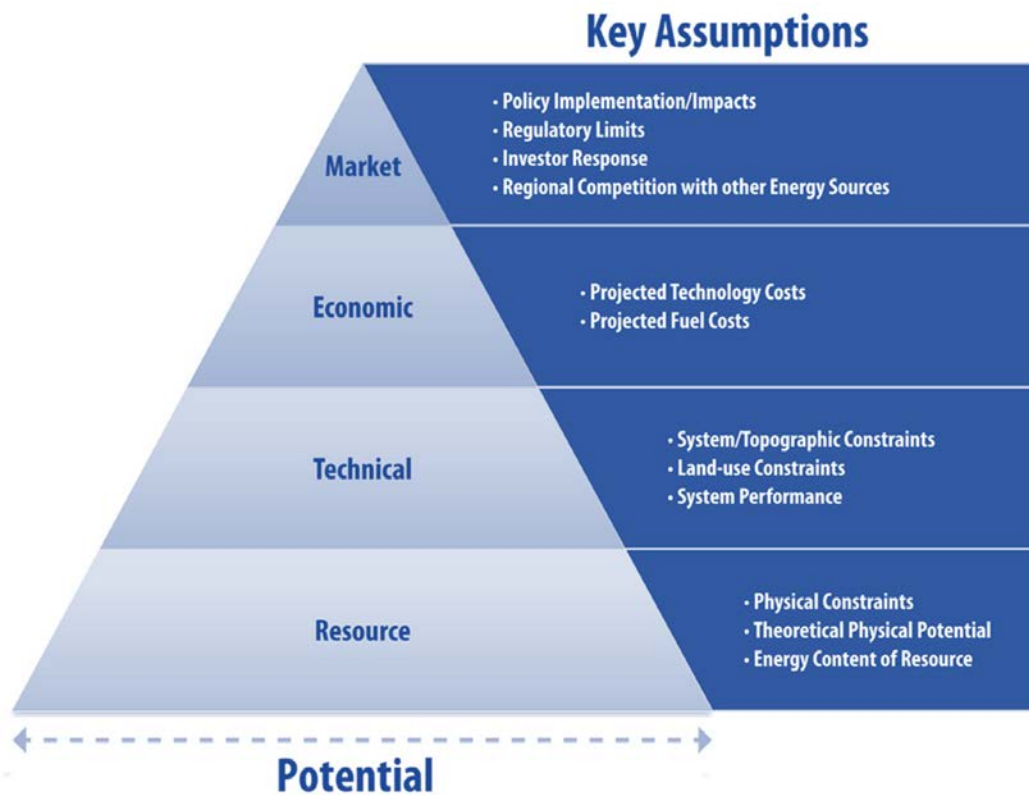 Key Assumptions
Market
• Policy Implementation/Impacts
• Regulatory Limits
• Investor Response
• Regional Competition with other Energy Sources
Economic
• Projected Technology Costs
• Projected Fuel Costs
Technical
• System/Topographic Constraints
• Land-use Constraints
• System Performance
Resource
• Physical Constraints
• Theoretical Physical Potential
• Energy Content of Resource
Potential